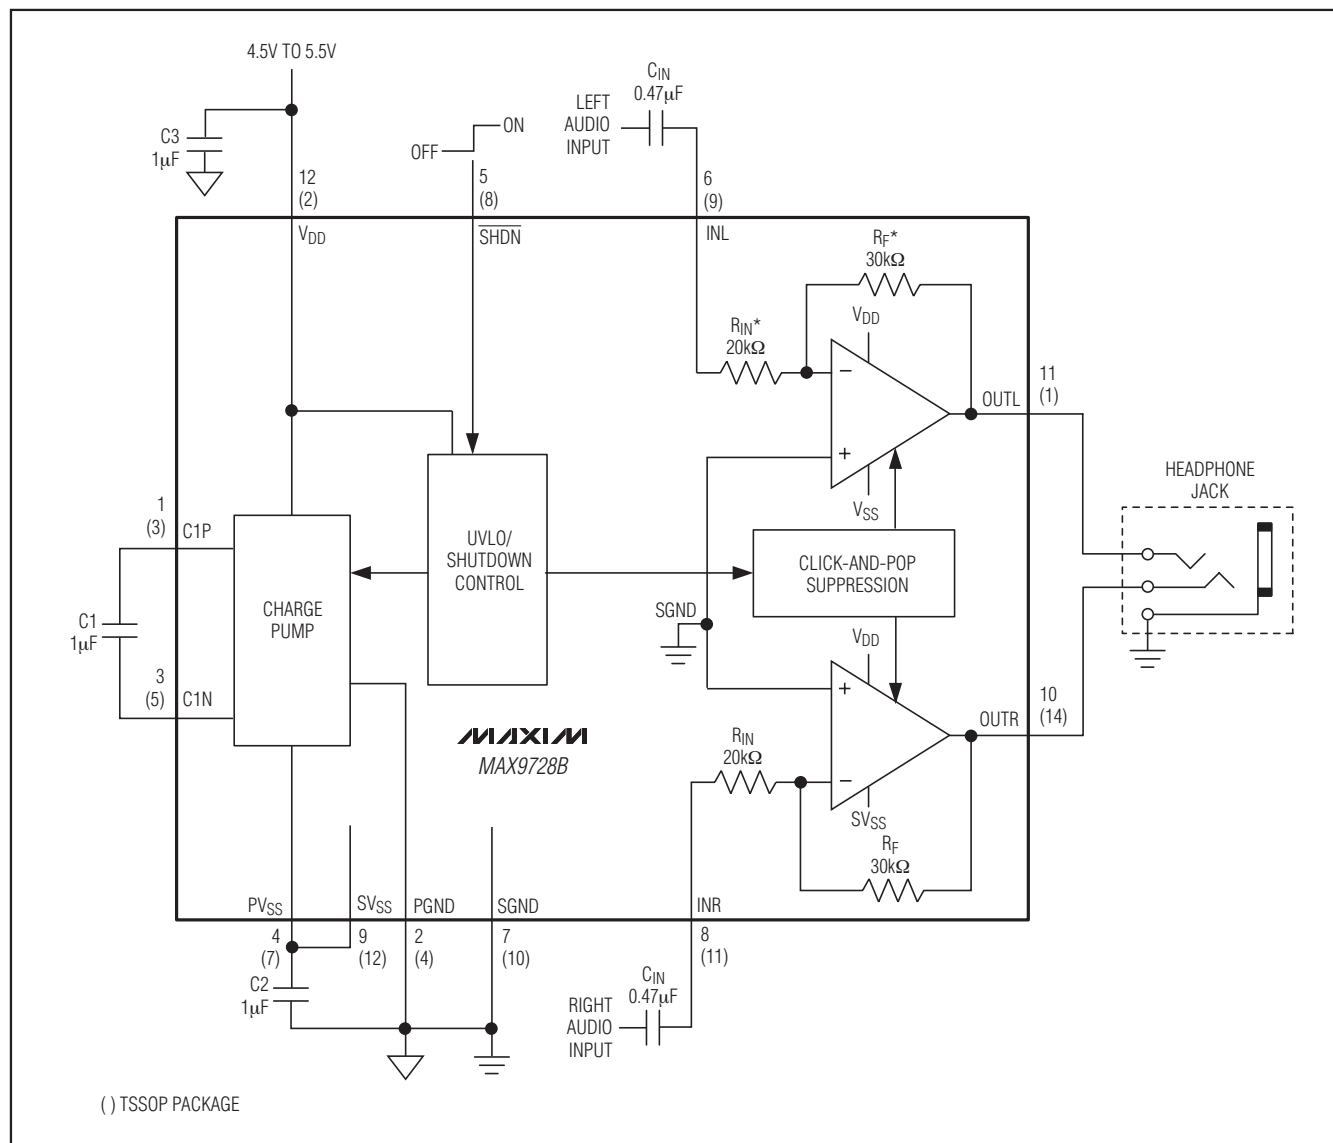 4.5V TO 5.5V
C3
1µF
12
(2)
VDD
OFF
ON
5
(8)
SHDN
LEFT
AUDIO
INPUT
CIN
0.47µF
6
(9)
INL
RF*
30kΩ
RIN*
20kΩ
VDD
−
+
VSS
OUTL
11
(1)
HEADPHONE
JACK
1
(3)
C1P
C1
1µF
3
(5)
C1N
CHARGE
PUMP
UVLO/
SHUTDOWN
CONTROL
CLICK-AND-POP
SUPPRESSION
SGND
VDD
+
−
SVSS
OUTR
10
(14)
RIN
20kΩ
RF
30kΩ
MAXIM
MAX9728B
PVSS
SVSS
PGND
SGND
INR
4
(7)
9
(12)
2
(4)
7
(10)
8
(11)
C2
1µF
RIGHT
AUDIO
INPUT
CIN
0.47µF
( ) TSSOP PACKAGE